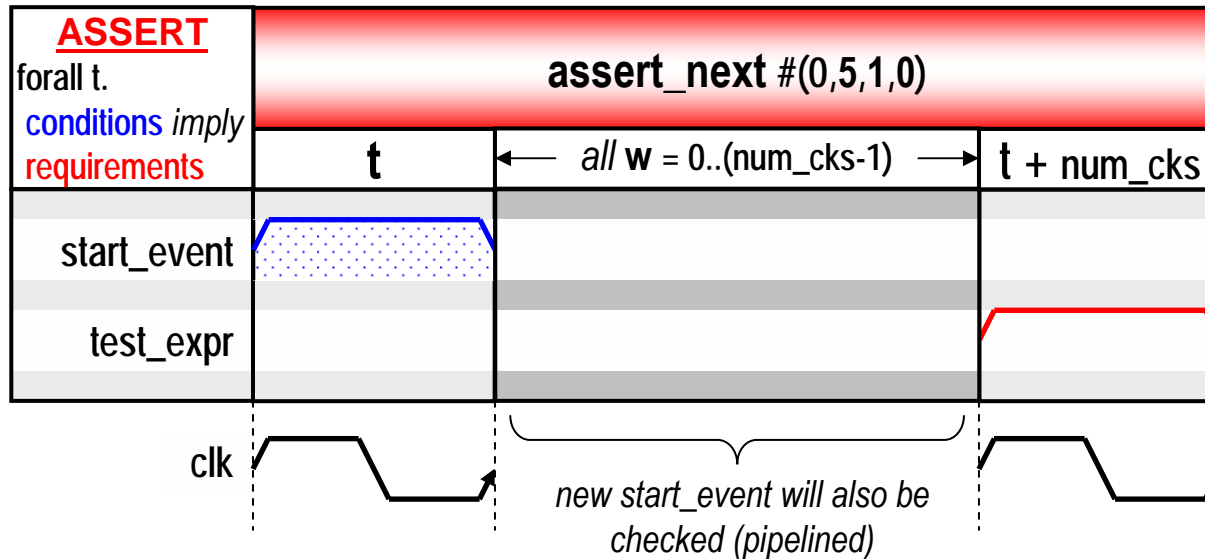 ASSERT
forall t.
conditions imply
requirements
assert_next #(0,5,1,0)
t
all w = 0..(num_cks-1)
t + num_cks
start_event
test_expr
clk
new start_event will also be
checked (pipelined)